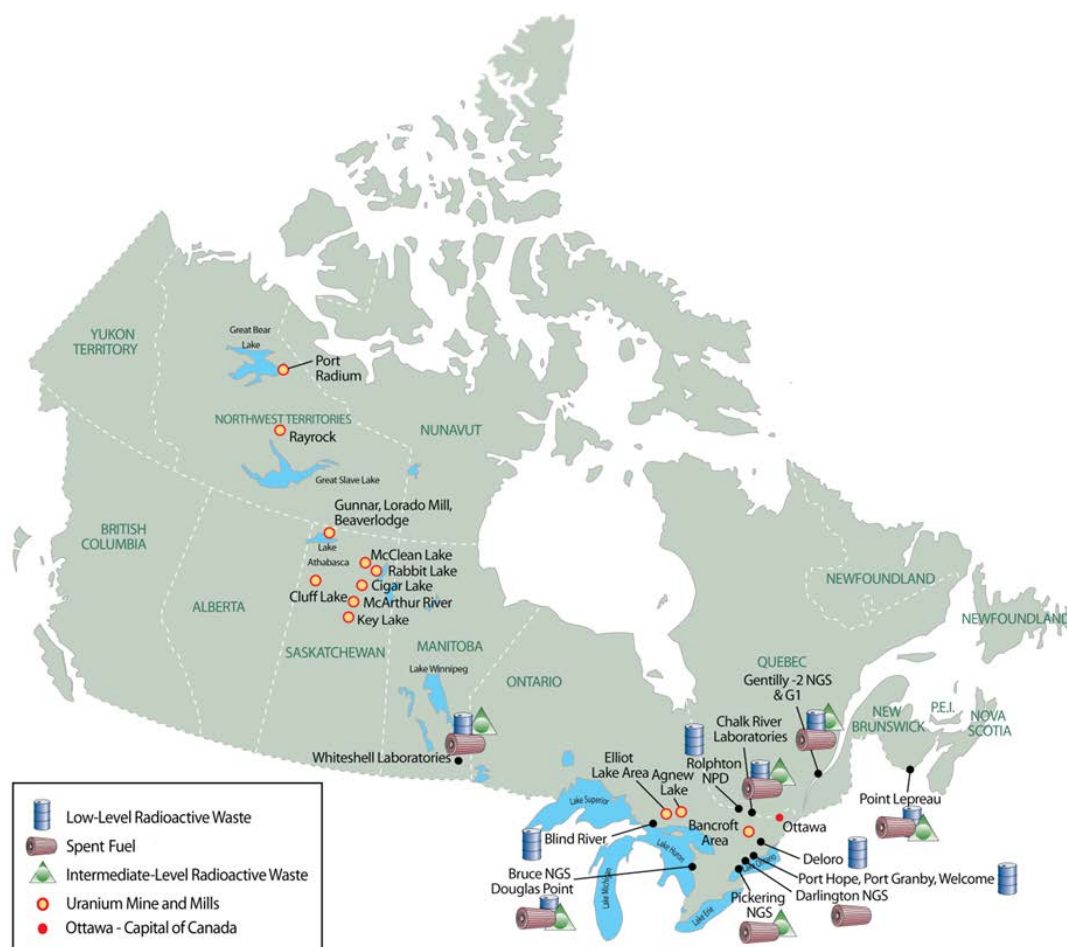 Great Bear
Lake
YUKON
TERRITORY
Port
Radium
NORTHWEST TERRITORIES
Rayrock
NUNAVUT
Great Slave Lake
Gunnar, Lorado Mill,
Beaverlodge
BRITISH
COLUMBIA
Lake
Athabasca
McClean Lake
Rabbit Lake
Cigar Lake
Cluff Lake
McArthur River
Key Lake
ALBERTA
SASKATCHEWAN
MANITOBA
Lake Winnipeg
ONTARIO
NEWFOUNDLAND
NEWFOUNDLAND
QUEBEC
Gentilly -2 NGS
& G1
NEW
BRUNSWICK
P.E.I.
NOVA
SCOTIA
Chalk River
Laboratories
Whiteshell Laboratories
Rolphton
NPD
Elliot
Lake Area
Agnew
Lake
Point Lepreau
Lake Superior
Blind River
Bancroft
Area
Ottawa
Deloro
Lake Huron
Lake Michigan
Lake Ontario
Lake Erie
Bruce NGS
Douglas Point
Port Hope, Port Granby, Welcome
Darlington NGS
Pickering
NGS
Low-Level Radioactive Waste
Spent Fuel
Intermediate-Level Radioactive Waste
Uranium Mine and Mills
Ottawa - Capital of Canada